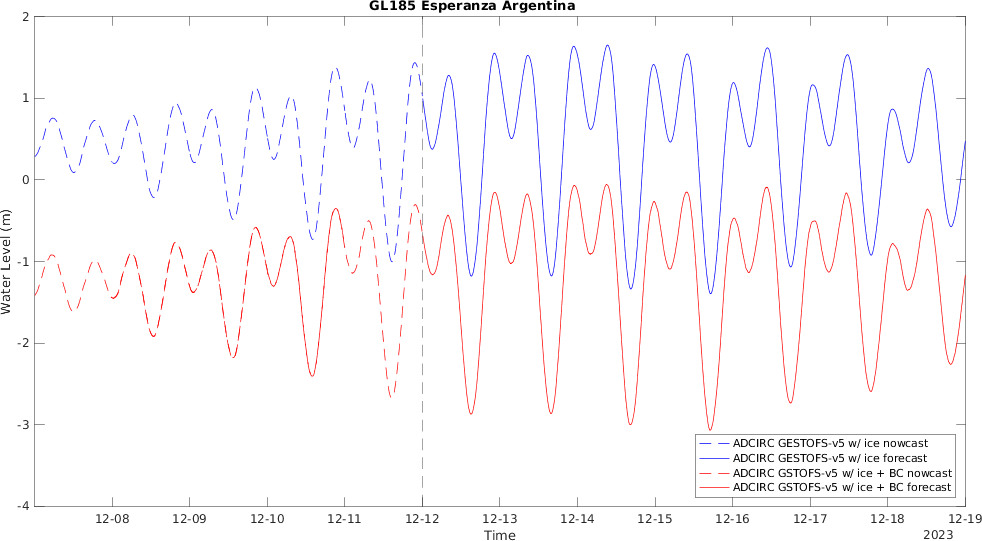 GL185 Esperanza Argentina
2
1
0
-1
-2
-3
-4
Water Level (m)
ADCIRC GESTOFS-v5 w/ ice nowcast
ADCIRC GESTOFS-v5 w/ ice forecast
ADCIRC GSTOFS-v5 w/ ice + BC nowcast
ADCIRC GSTOFS-v5 w/ ice + BC forecast
12-08 12-09 12-10 12-11 12-12 12-13 12-14 12-15 12-16 12-17 12-18 12-19
Time
2023